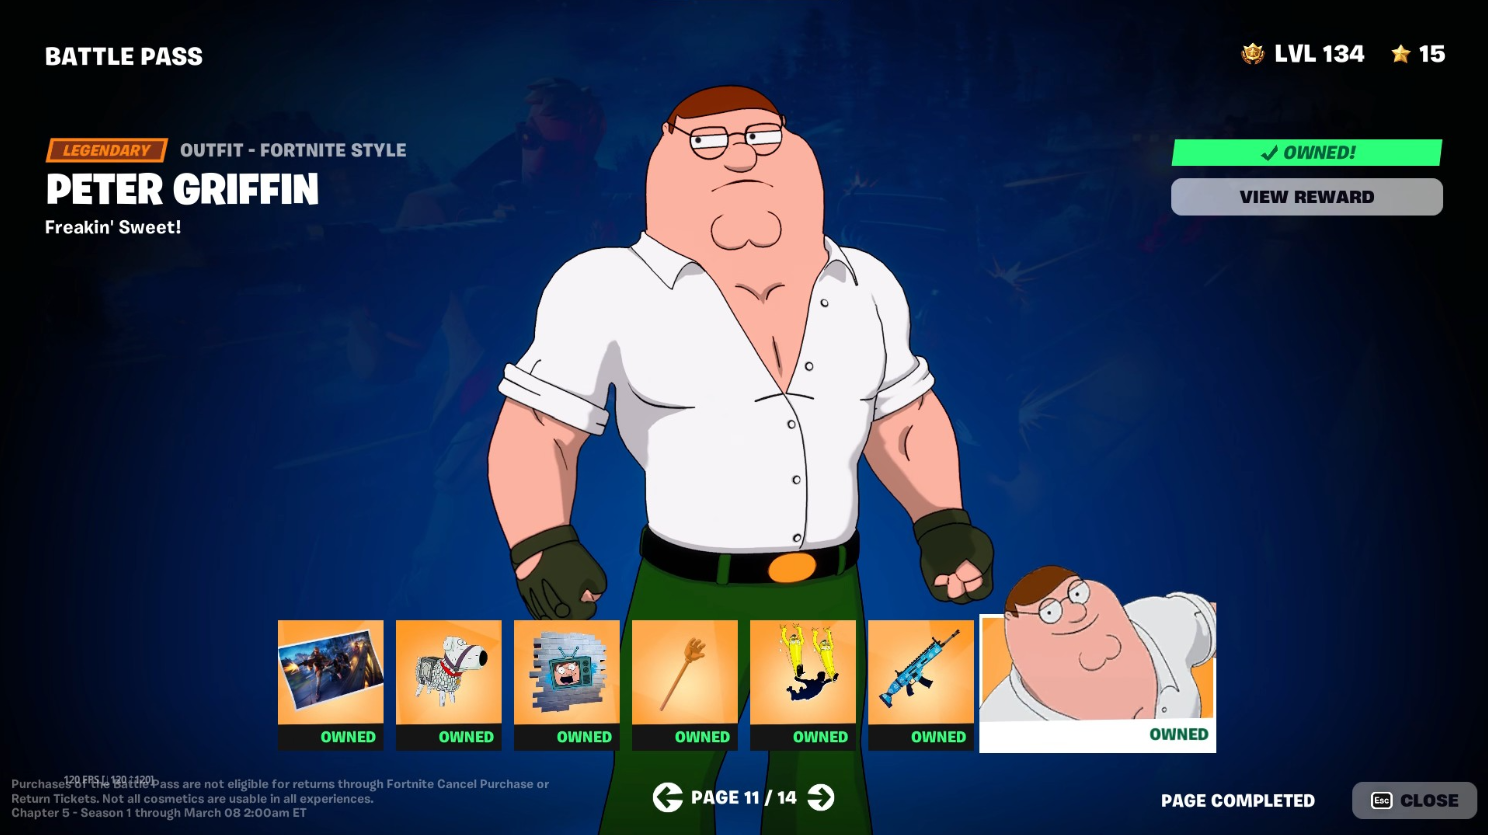 BATTLE PASS
LVL 134
15
LEGENDARY OUTFIT - FORTNITE STYLE
PETER GRIFFIN
Freakin' Sweet!
OWNED!
VIEW REWARD
OWNED
OWNED
OWNED
OWNED
OWNED
OWNED
OWNED
120 FPS [ 120 : 120]
Purchases of the Battle Pass are not eligible for returns through Fortnite Cancel Purchase or
Return Tickets. Not all cosmetics are usable in all experiences.
Chapter 5 - Season 1 through March 08 2:00am ET
PAGE 11 / 14
PAGE COMPLETED
Esc CLOSE